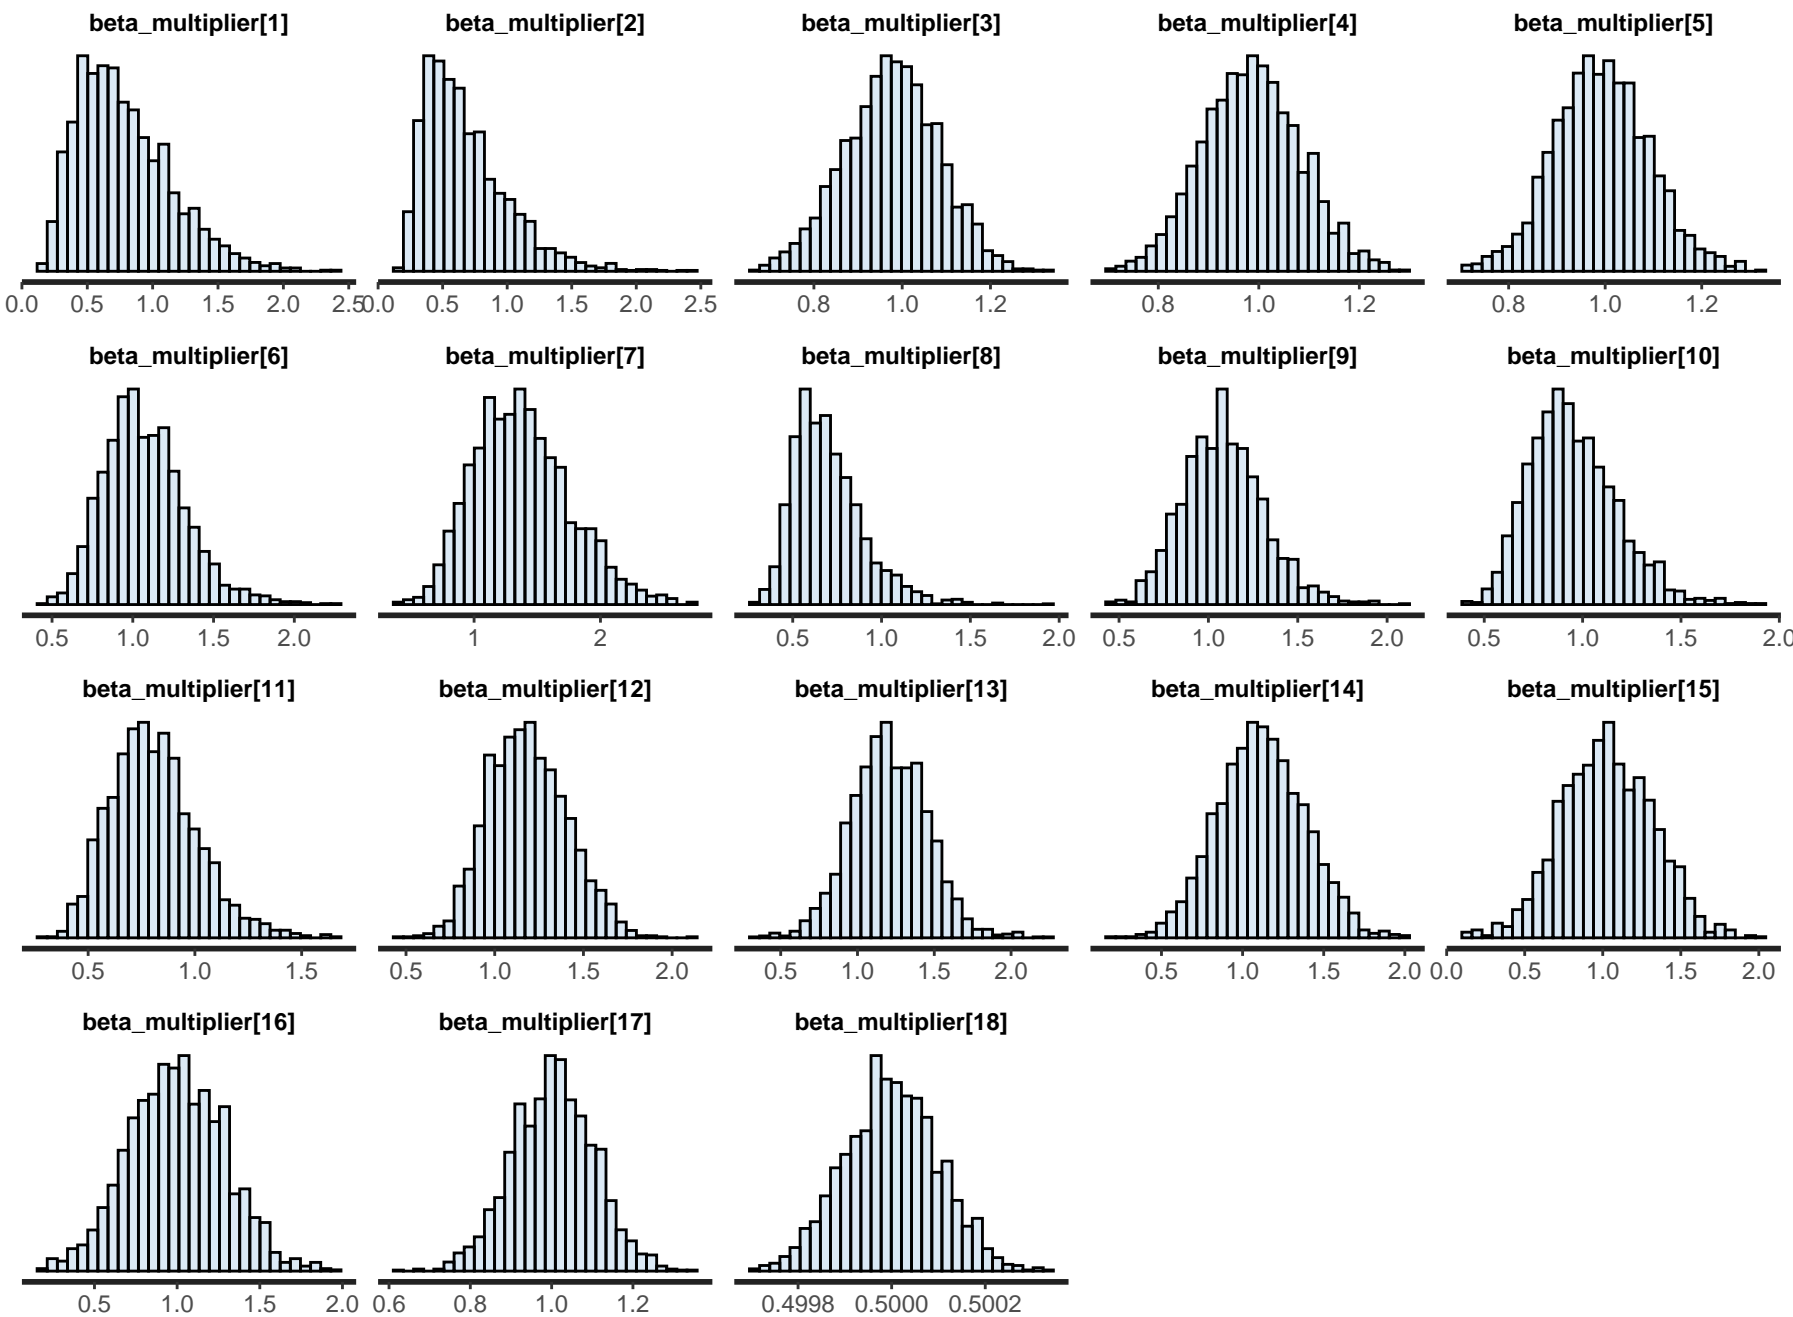 beta_multiplier[1] beta_multiplier[2] beta_multiplier[3] beta_multiplier[4] beta_multiplier[5]
0.0 0.5 1.0 1.5 2.0 2.5 0.0 0.5 1.0 1.5 2.0 2.5 0.8 1.0 1.2 0.8 1.0 1.2 0.8 1.0 1.2
beta_multiplier[6] beta_multiplier[7] beta_multiplier[8] beta_multiplier[9] beta_multiplier[10]
0.5 1.0 1.5 2.0 1 2 0.5 1.0 1.5 2.0 0.5 1.0 1.5 2.0 0.5 1.0 1.5 2.0
beta_multiplier[11] beta_multiplier[12] beta_multiplier[13] beta_multiplier[14] beta_multiplier[15]
0.5 1.0 1.5 0.5 1.0 1.5 2.0 0.5 1.0 1.5 2.0 0.5 1.0 1.5 2.0 0.0 0.5 1.0 1.5 2.0
beta_multiplier[16] beta_multiplier[17] beta_multiplier[18]
0.5 1.0 1.5 2.0 0.6 0.8 1.0 1.2 0.4998 0.5000 0.5002